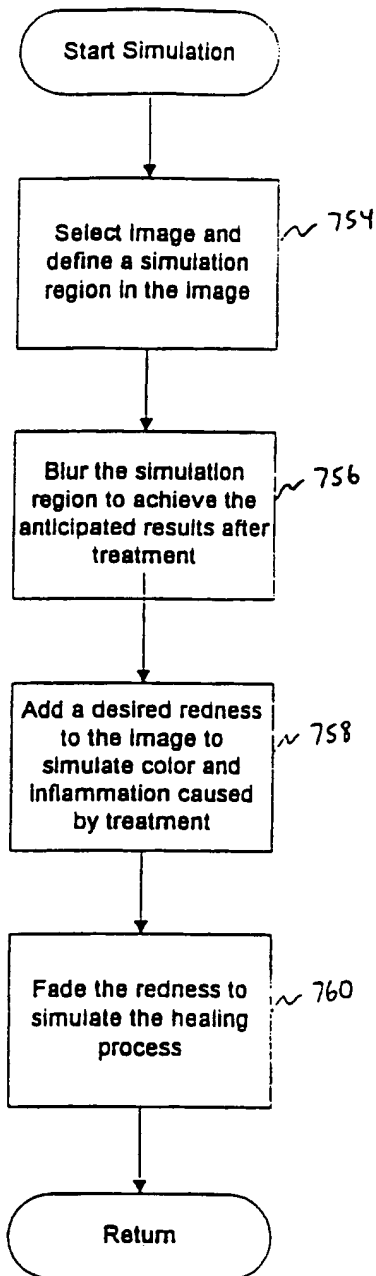 Start Simulation
Select image and
define a simulation
region in the image
754
Blur the simulation
region to achieve the
anticipated results after
treatment
756
Add a desired redness
to the image to
simulate color and
inflammation caused
by treatment
758
Fade the redness to
simulate the healing
process
760
Return